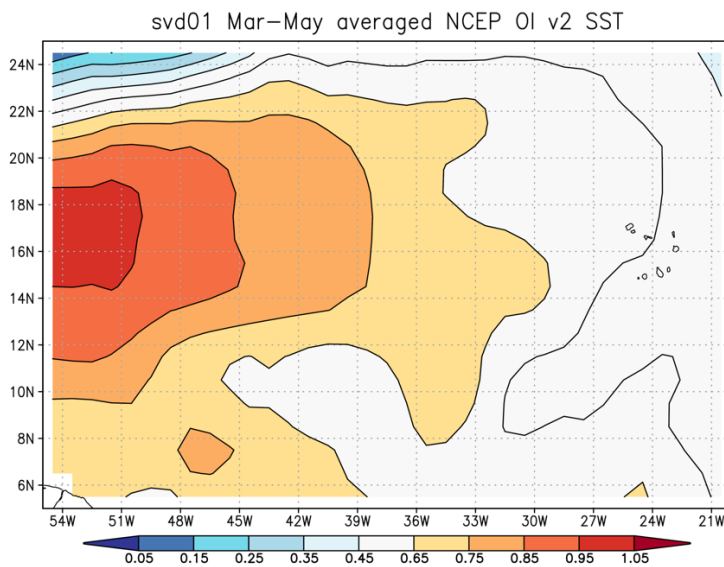 svd01 Mar-May averaged NCEP OI v2 SST
24N
22N
20N
18N
16N
14N
12N
10N
8N
6N
54W 51W 48W 45W 42W 39W 36W 33W 30W 27W 24W 21W
0.05 0.15 0.25 0.35 0.45 0.65 0.75 0.85 0.95 1.05